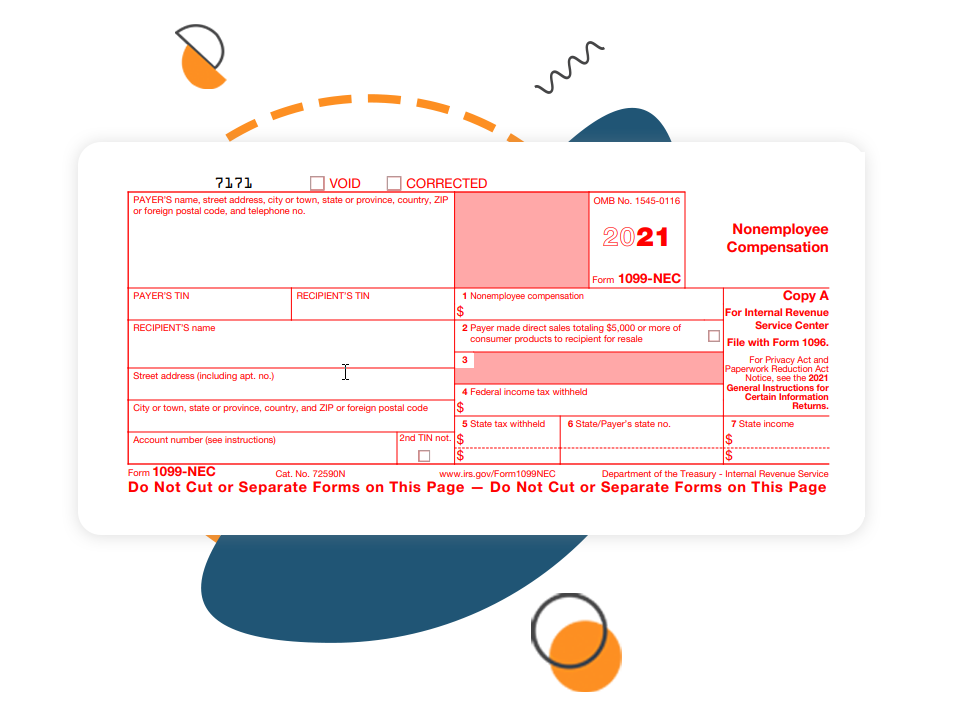 7171 VOID CORRECTED
PAYER'S name, street address, city or town, state or province, country, ZIP
or foreign postal code, and telephone no.
OMB No. 1545-0116
2021
Form 1099-NEC
Nonemployee
Compensation
PAYER'S TIN
RECIPIENT'S TIN
1 Nonemployee compensation
$
Copy A
For Internal Revenue
Service Center
File with Form 1096.
For Privacy Act and
Paperwork Reduction Act
Notice, see the 2021
General Instructions for
Certain Information
Returns.
RECIPIENT'S name
2 Payer made direct sales totaling $5,000 or more of
consumer products to recipient for resale
3
Street address (including apt. no.)
4 Federal income tax withheld
$
City or town, state or province, country, and ZIP or foreign postal code
Account number (see instructions)
2nd TIN not.
5 State tax withheld
$
$
6 State/Payer's state no.
7 State income
$
$
Form 1099-NEC Cat. No. 72590N www.irs.gov/Form1099NEC Department of the Treasury - Internal Revenue Service
Do Not Cut or Separate Forms on This Page — Do Not Cut or Separate Forms on This Page